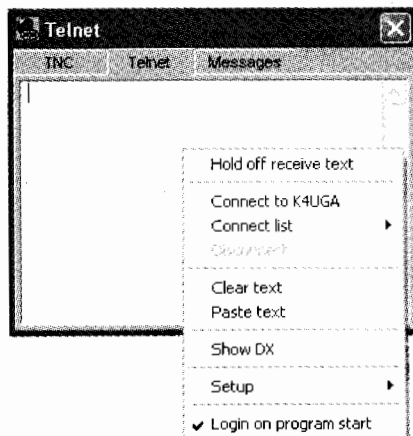 Telnet
TNC Telnet Messages
Hold off receive text
Connect to K4UGA
Connect list
Disconnect
Clear text
Paste text
Show DX
Setup
Login on program start